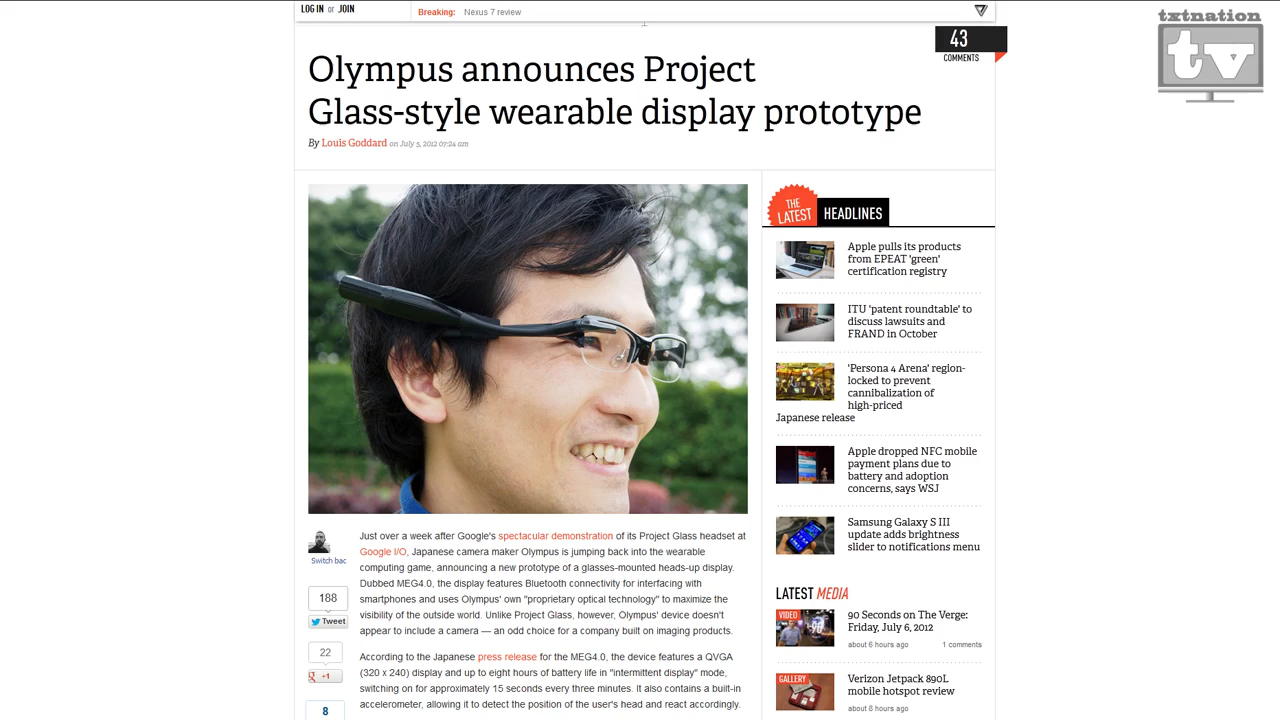 LOG IN or JOIN
Breaking: Nexus 7 review
txtnation
tv
43
COMMENTS
Olympus announces Project
Glass-style wearable display prototype
By Louis Goddard on July 5, 2012 07:24 am
THE LATEST HEADLINES
Apple pulls its products
from EPEAT 'green'
certification registry
ITU 'patent roundtable' to
discuss lawsuits and
FRAND in October
'Persona 4 Arena' region-
locked to prevent
cannibalization of
high-priced
Japanese release
Apple dropped NFC mobile
payment plans due to
battery and adoption
concerns, says WSJ
Samsung Galaxy S III
update adds brightness
slider to notifications menu
LATEST MEDIA
VIDEO
90 Seconds on The Verge:
Friday, July 6, 2012
about 6 hours ago 1 comments
GALLERY
Verizon Jetpack 890L
mobile hotspot review
about 8 hours ago
Switch bac
188
Tweet
22
+1
8
Just over a week after Google's spectacular demonstration of its Project Glass headset at
Google I/O, Japanese camera maker Olympus is jumping back into the wearable
computing game, announcing a new prototype of a glasses-mounted heads-up display.
Dubbed MEG4.0, the display features Bluetooth connectivity for interfacing with
smartphones and uses Olympus' own "proprietary optical technology" to maximize the
visibility of the outside world. Unlike Project Glass, however, Olympus' device doesn't
appear to include a camera — an odd choice for a company built on imaging products.
According to the Japanese press release for the MEG4.0, the device features a QVGA
(320 x 240) display and up to eight hours of battery life in "intermittent display" mode,
switching on for approximately 15 seconds every three minutes. It also contains a built-in
accelerometer, allowing it to detect the position of the user's head and react accordingly.